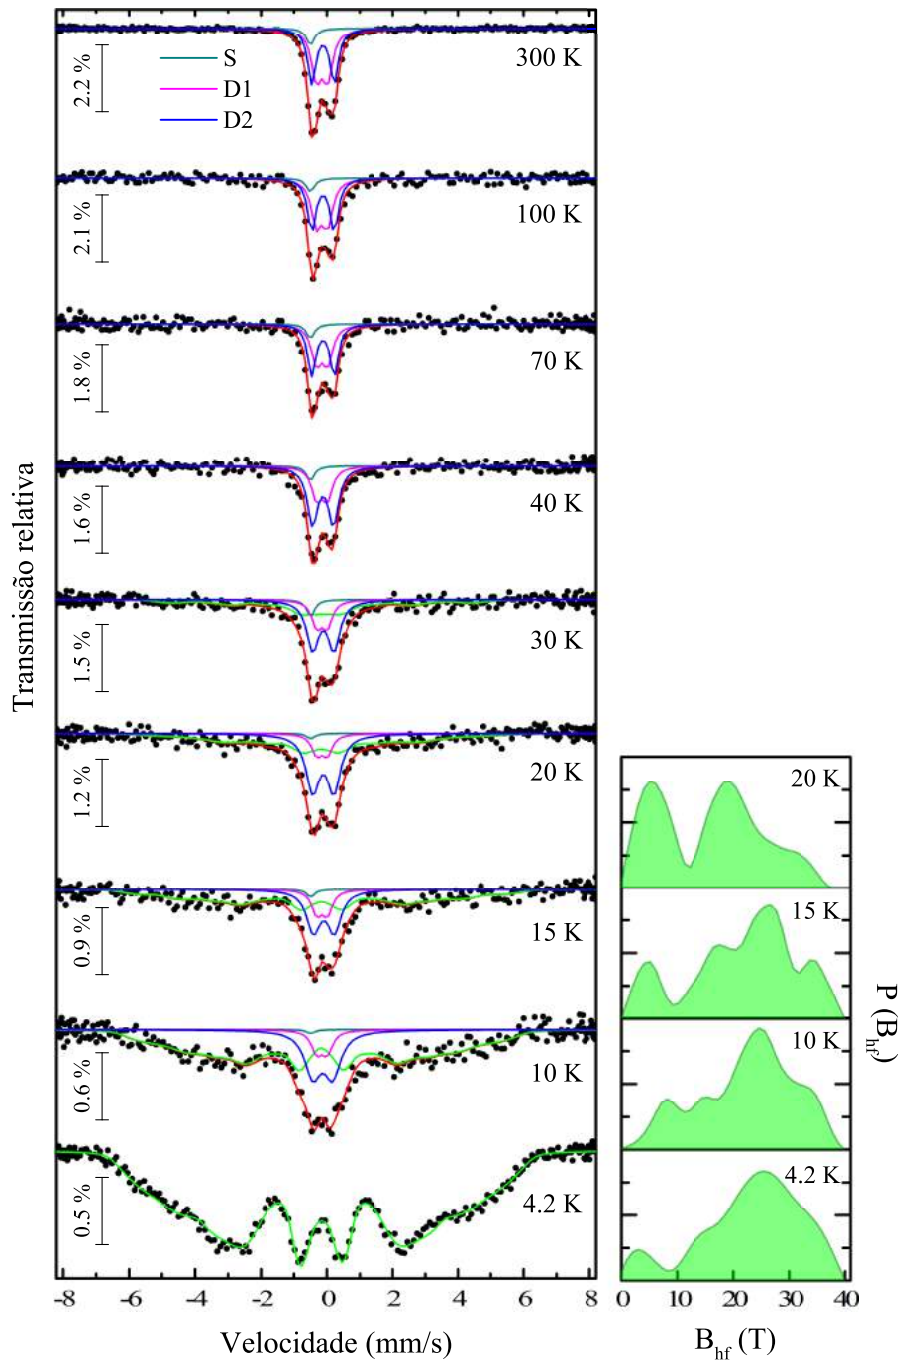 S
D1
D2
300 K
2.2 %
100 K
2.1 %
70 K
1.8 %
40 K
1.6 %
30 K
1.5 %
20 K
1.2 %
15 K
0.9 %
10 K
0.6 %
4.2 K
0.5 %
Transmissão relativa
-8 -6 -4 -2 0 2 4 6 8
Velocidade (mm/s)
20 K
15 K
10 K
4.2 K
P (B_hf)
0 10 20 30 40
B_hf (T)